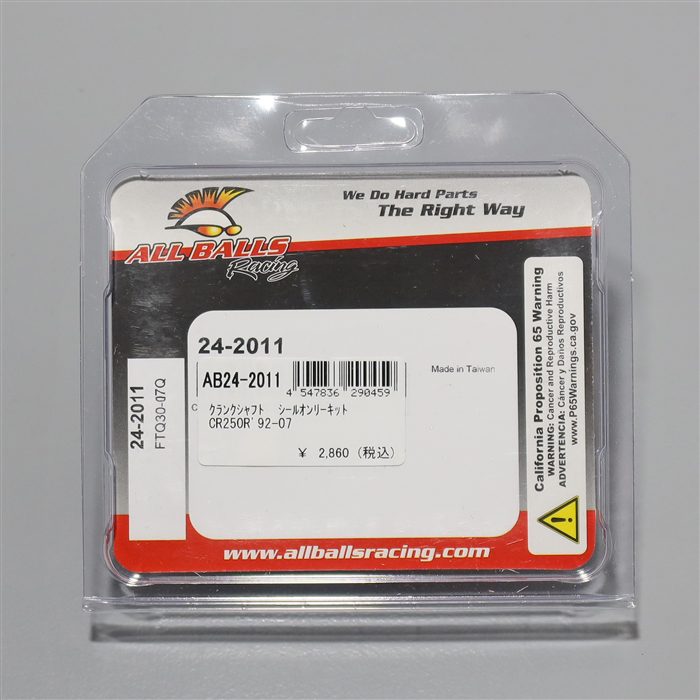 We Do Hard Parts
The Right Way
ALL BALLS
Racing
24-2011
AB24-2011
4 547836 290459
Made in Taiwan
C
クランクシャフト シールオンリーキット
CR250R'92-07
¥ 2,860 (税込)
24-2011
FTQ30-07Q
California Proposition 65 Warning
WARNING: Cancer and Reproductive Harm
ADVERTENCIA: Cáncer y Daños Reproductivos
www.P65Warnings.ca.gov
www.allballsracing.com